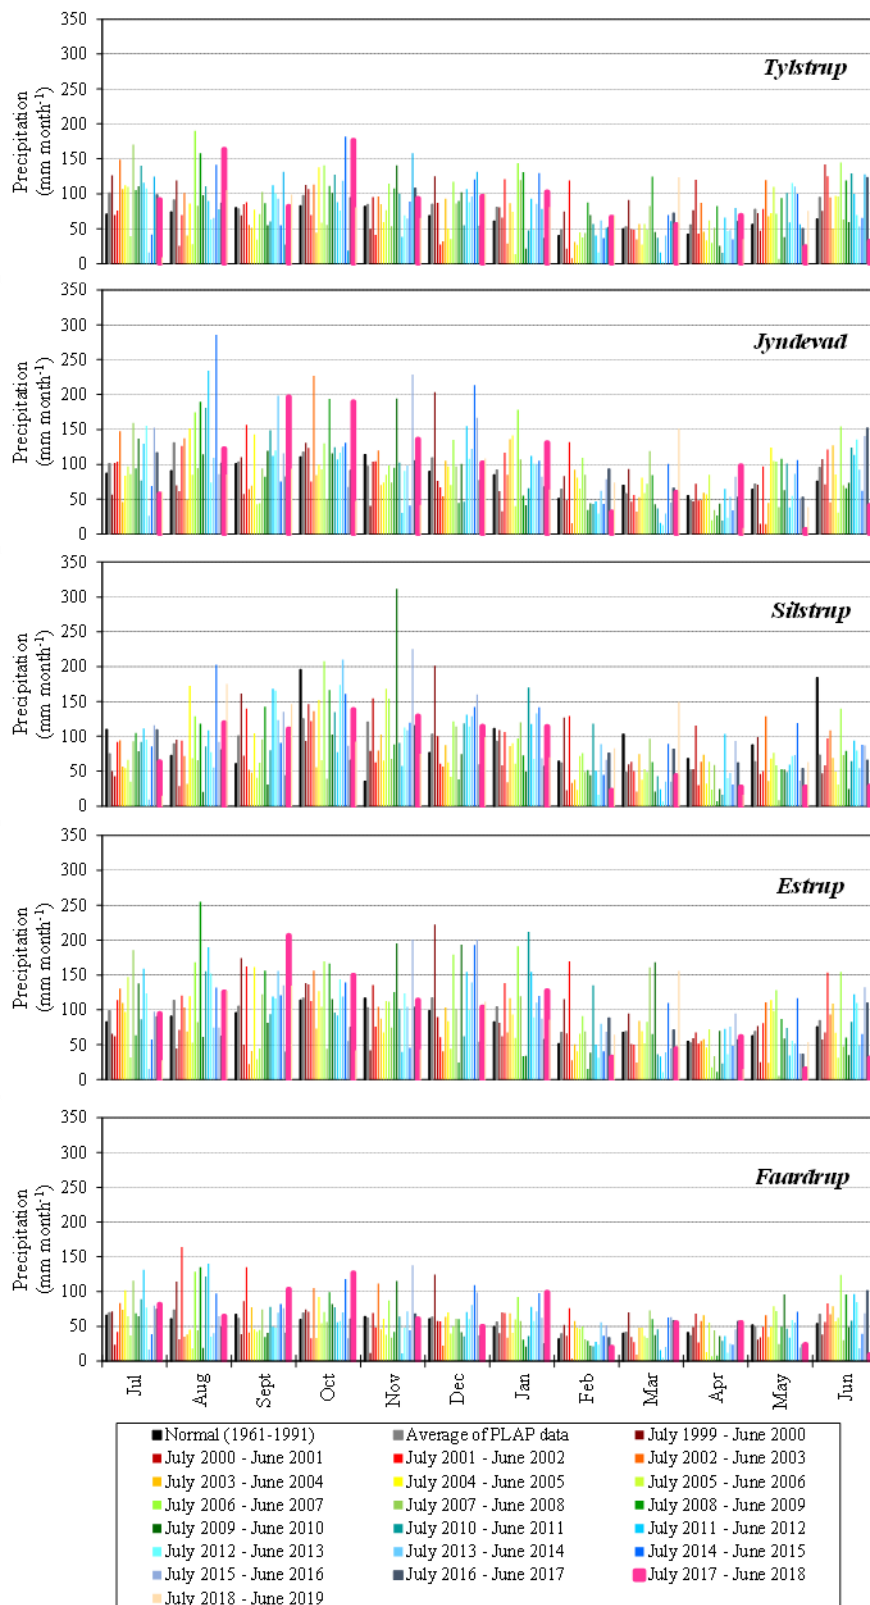 350
300
250
200
150
100
50
0
Precipitation
(mm month-1)
Tylstrup
350
300
250
200
150
100
50
0
Precipitation
(mm month-1)
Jyndevad
350
300
250
200
150
100
50
0
Precipitation
(mm month-1)
Silstrup
350
300
250
200
150
100
50
0
Precipitation
(mm month-1)
Estrup
350
300
250
200
150
100
50
0
Precipitation
(mm month-1)
Faardrup
Jul Aug Sept Oct Nov Dec Jan Feb Mar Apr May Jun
Normal (1961-1991) Average of PLAP data July 1999 - June 2000
July 2000 - June 2001 July 2001 - June 2002 July 2002 - June 2003
July 2003 - June 2004 July 2004 - June 2005 July 2005 - June 2006
July 2006 - June 2007 July 2007 - June 2008 July 2008 - June 2009
July 2009 - June 2010 July 2010 - June 2011 July 2011 - June 2012
July 2012 - June 2013 July 2013 - June 2014 July 2014 - June 2015
July 2015 - June 2016 July 2016 - June 2017 July 2017 - June 2018
July 2018 - June 2019